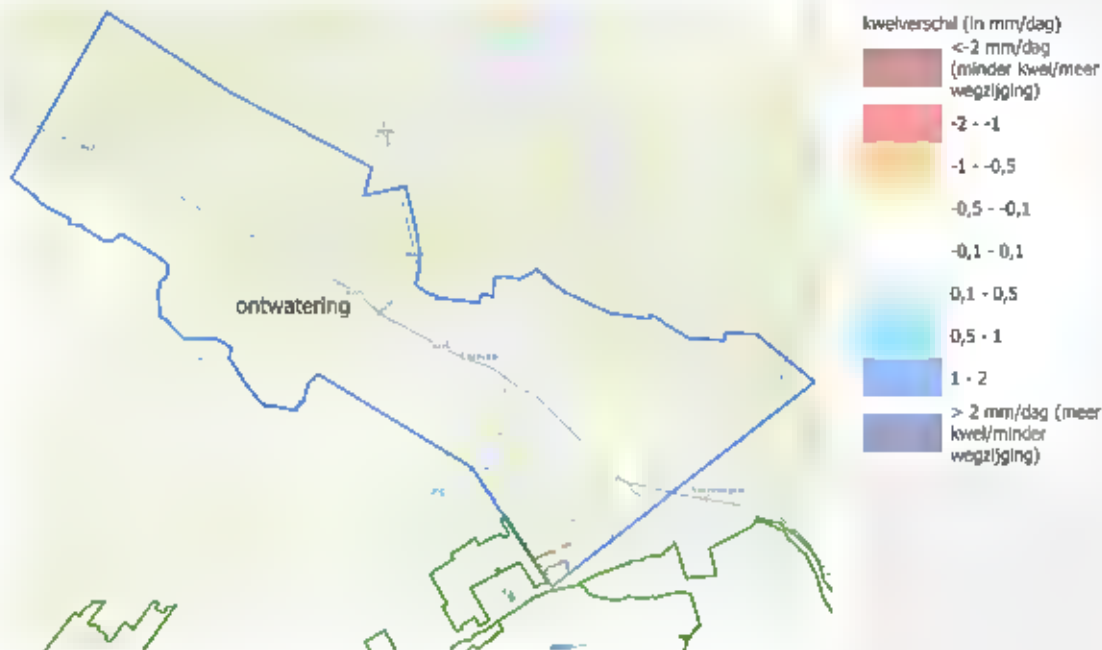 ontwatering
kwelverschil (in mm/dag)
<-2 mm/dag
(minder kwel/meer
wegzijging)
-2 - -1
-1 - -0,5
-0,5 - -0,1
-0,1 - 0,1
0,1 - 0,5
0,5 - 1
1 - 2
> 2 mm/dag (meer
kwel/minder
wegzijging)